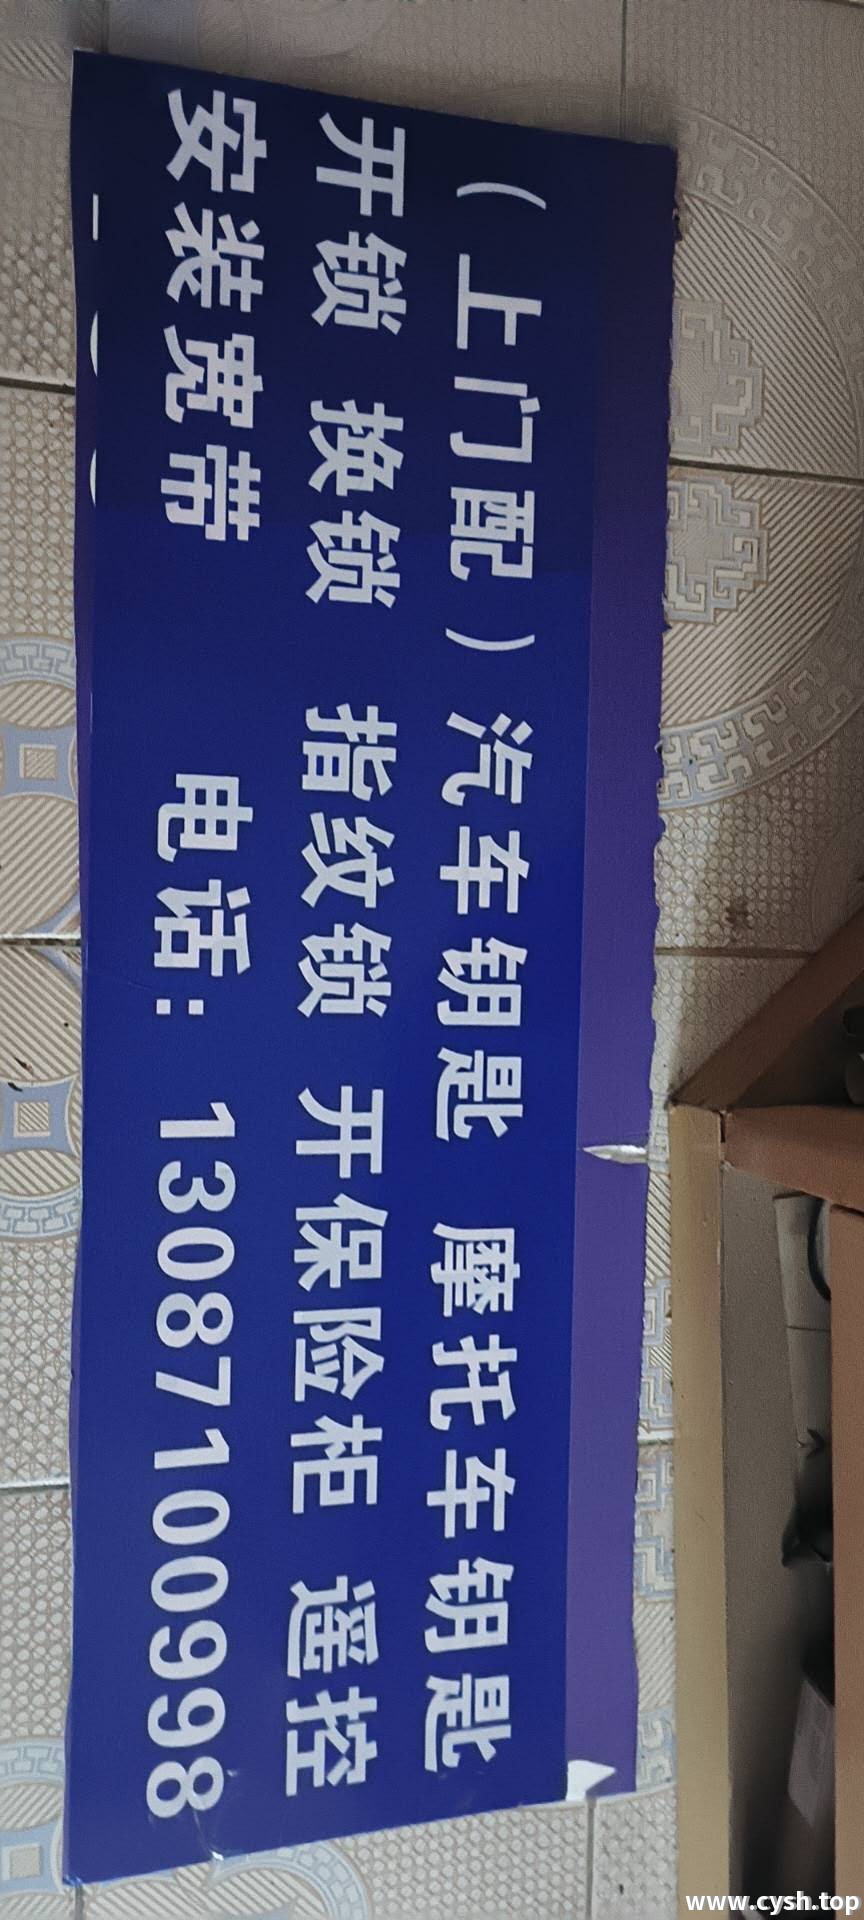 （上门配）汽车钥匙 摩托车钥匙
开锁 换锁 指纹锁 开保险柜 遥控
安装宽带 电话：13087100998
www.cysh.top